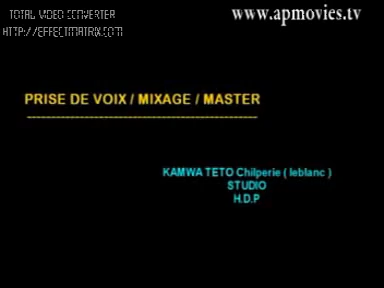 TOTAL VIDEO CONVERTER
HTTP://EFFECTMATRIX.COM
www.apmovies.tv
PRISE DE VOIX / MIXAGE / MASTER
KAMWA TETO Chilperie ( leblanc )
STUDIO
H.D.P